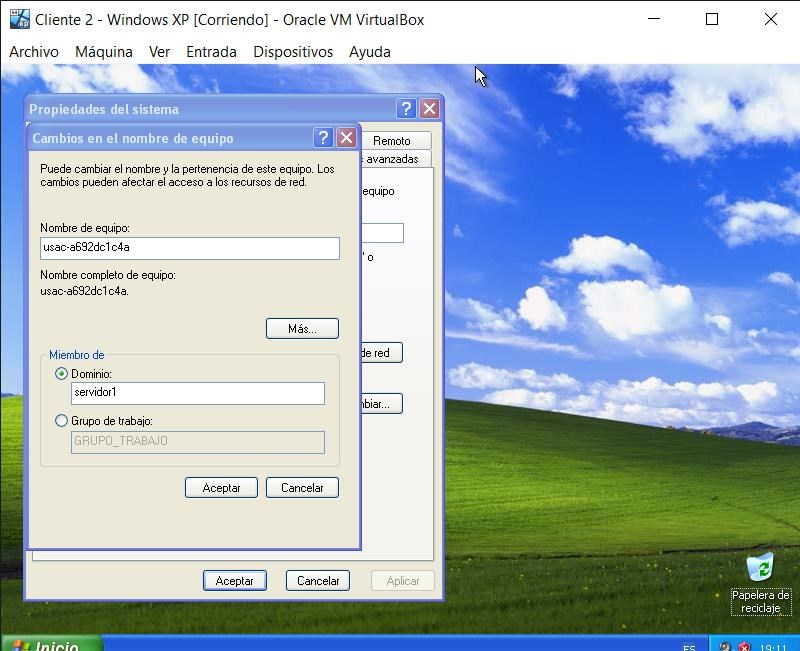 Cliente 2 - Windows XP [Corriendo] - Oracle VM VirtualBox
Archivo Máquina Ver Entrada Dispositivos Ayuda
Propiedades del sistema
Cambios en el nombre de equipo
Remoto
avanzadas
Puede cambiar el nombre y la pertenencia de este equipo. Los
cambios pueden afectar el acceso a los recursos de red.
equipo
Nombre de equipo:
usac-a692dc1c4a
' o
Nombre completo de equipo:
usac-a692dc1c4a.
Más...
de red
Miembro de
Dominio:
servidor1
biar...
Grupo de trabajo:
GRUPO_TRABAJO
Aceptar Cancelar
Aceptar Cancelar Aplicar
Papelera de
reciclaje
Inicio
ES
19:11